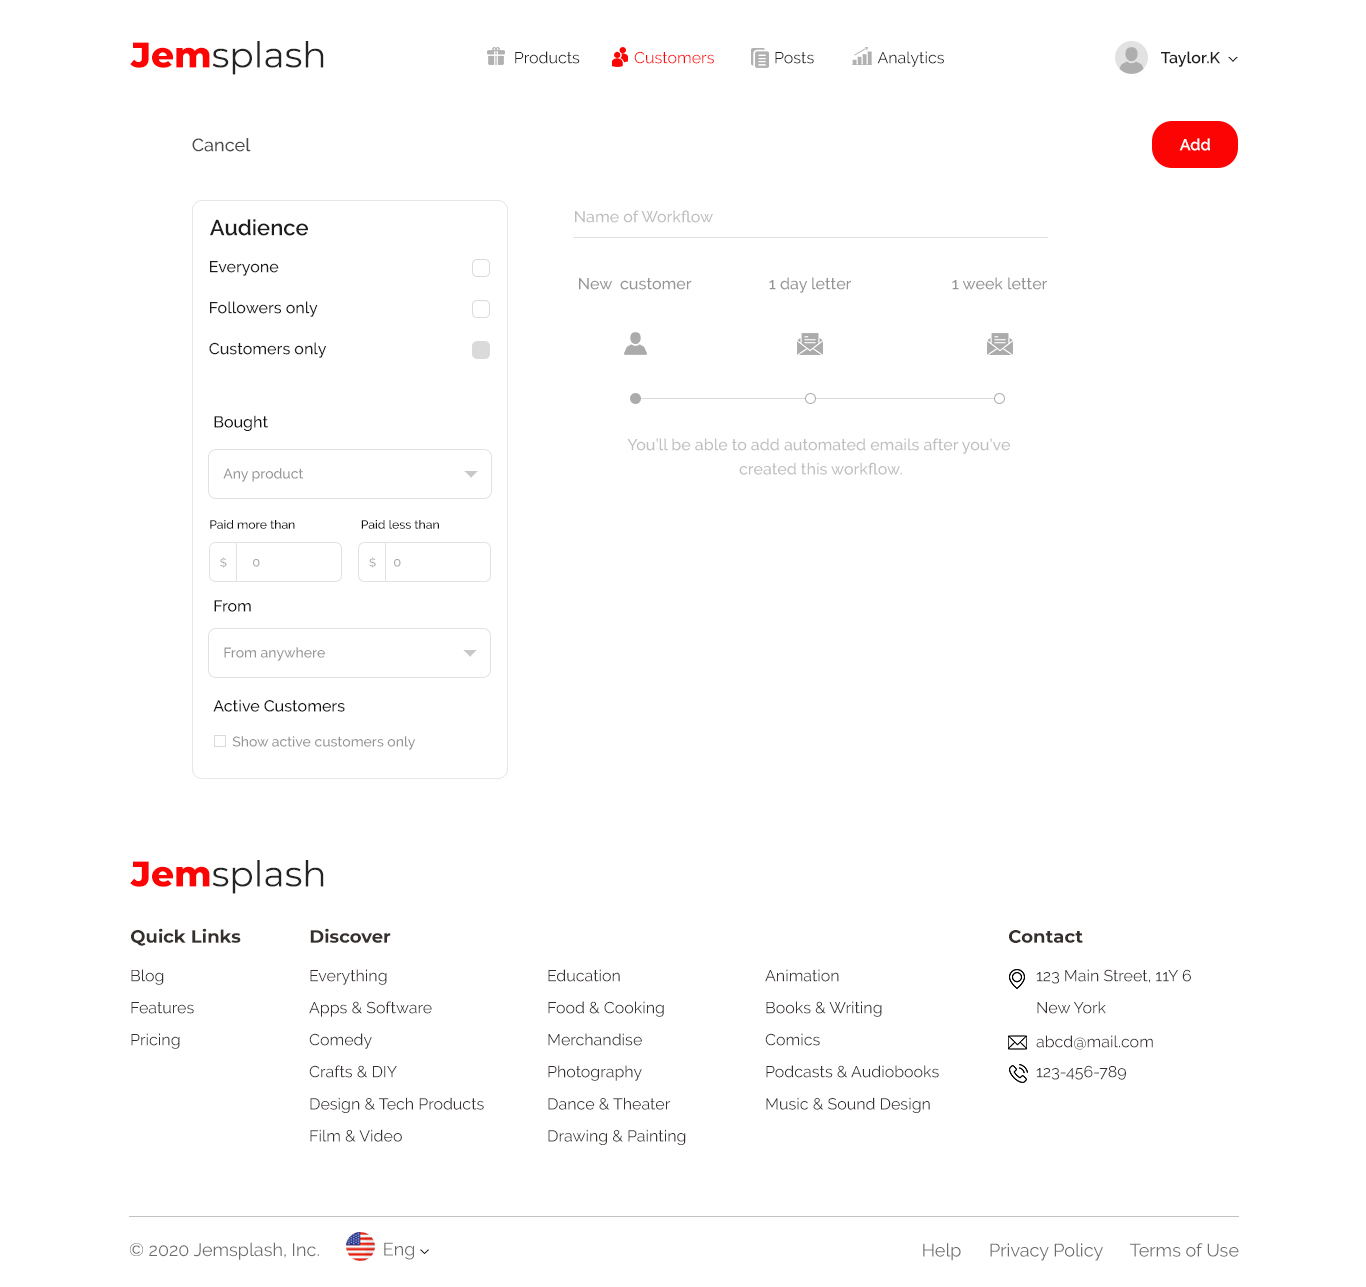 Jemsplash
Products Customers Posts Analytics
Taylor.K
Cancel
Add
Audience
Everyone
Followers only
Customers only
Bought
Any product
Paid more than Paid less than
$ 0 $ 0
From
From anywhere
Active Customers
Show active customers only
Name of Workflow
New customer 1 day letter 1 week letter
You'll be able to add automated emails after you've
created this workflow.
Jemsplash
Quick Links
Blog
Features
Pricing
Discover
Everything
Apps & Software
Comedy
Crafts & DIY
Design & Tech Products
Film & Video
Education
Food & Cooking
Merchandise
Photography
Dance & Theater
Drawing & Painting
Animation
Books & Writing
Comics
Podcasts & Audiobooks
Music & Sound Design
Contact
123 Main Street, 11Y 6
New York
abcd@mail.com
123-456-789
© 2020 Jemsplash, Inc. Eng
Help Privacy Policy Terms of Use